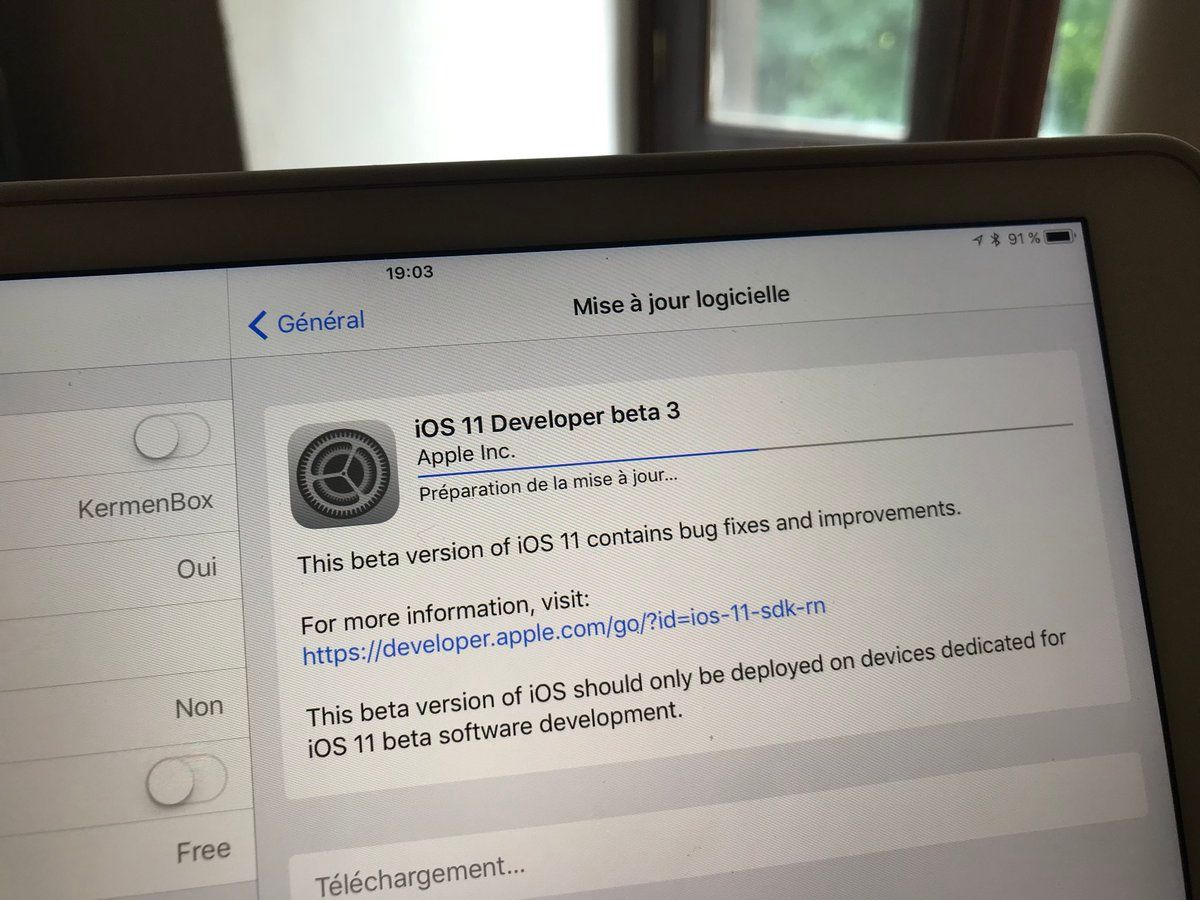 19:03
91 %
Général
Mise à jour logicielle
iOS 11 Developer beta 3
Apple Inc.
Préparation de la mise à jour...
This beta version of iOS 11 contains bug fixes and improvements.
For more information, visit:
https://developer.apple.com/go/?id=ios-11-sdk-rn
This beta version of iOS should only be deployed on devices dedicated for
iOS 11 beta software development.
Téléchargement...
KermenBox
Oui
Non
Free